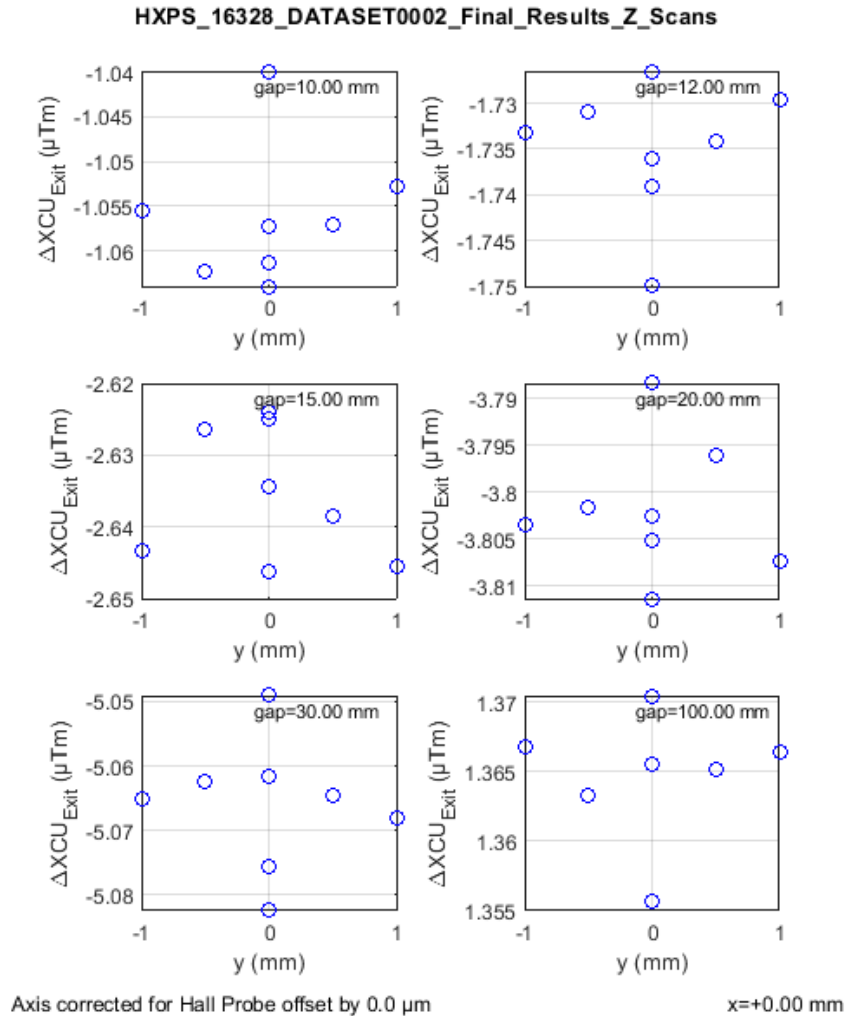 HXPS_16328_DATASET0002_Final_Results_Z_Scans
gap=10.00 mm
-1.04
-1.045
-1.05
-1.055
-1.06
ΔXCU_Exit (µTm)
-1 0 1
y (mm)
gap=12.00 mm
-1.73
-1.735
-1.74
-1.745
-1.75
ΔXCU_Exit (µTm)
-1 0 1
y (mm)
gap=15.00 mm
-2.62
-2.63
-2.64
-2.65
ΔXCU_Exit (µTm)
-1 0 1
y (mm)
gap=20.00 mm
-3.79
-3.795
-3.8
-3.805
-3.81
ΔXCU_Exit (µTm)
-1 0 1
y (mm)
gap=30.00 mm
-5.05
-5.06
-5.07
-5.08
ΔXCU_Exit (µTm)
-1 0 1
y (mm)
gap=100.00 mm
1.37
1.365
1.36
1.355
ΔXCU_Exit (µTm)
-1 0 1
y (mm)
Axis corrected for Hall Probe offset by 0.0 µm
x=+0.00 mm